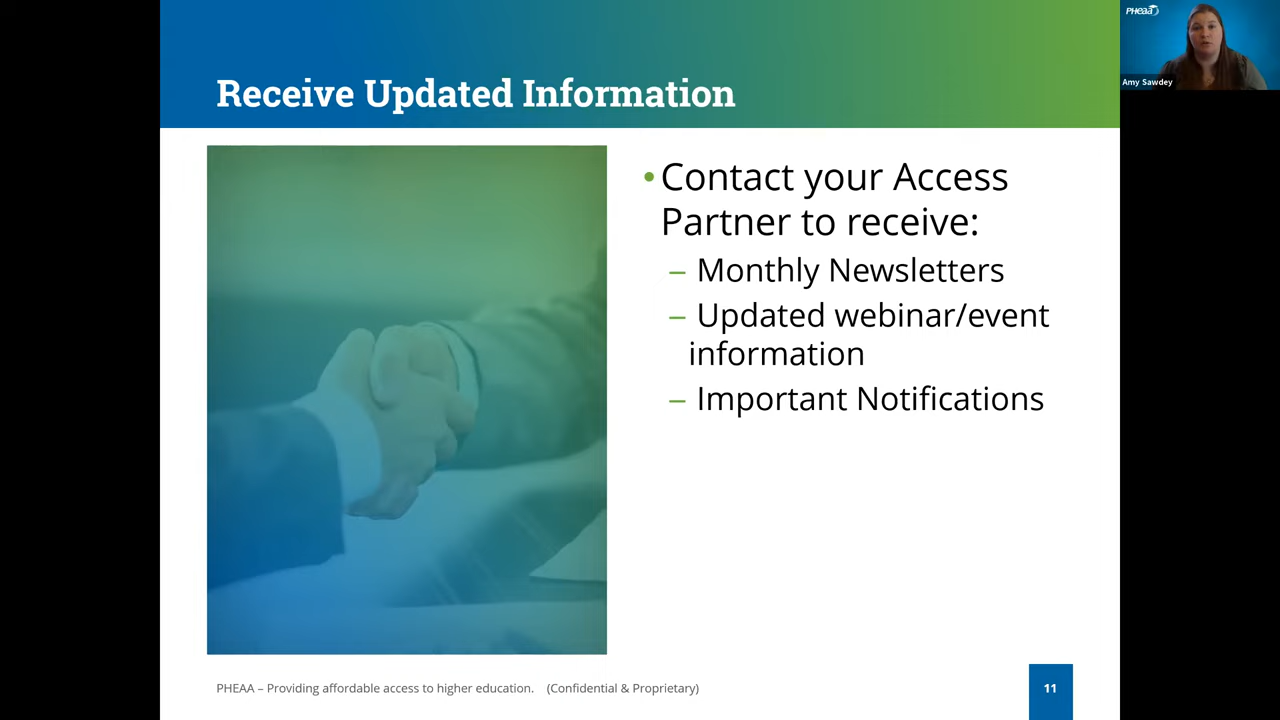 PHEAA
Amy Sawdey
Receive Updated Information
• Contact your Access
Partner to receive:
– Monthly Newsletters
– Updated webinar/event
information
– Important Notifications
PHEAA – Providing affordable access to higher education. (Confidential & Proprietary)
11